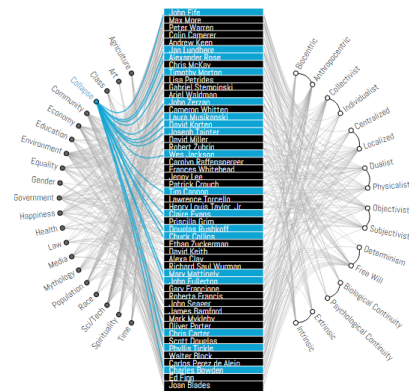 Agriculture
Art
Class
Collapse
Community
Economy
Education
Environment
Equality
Gender
Government
Happiness
Health
Law
Media
Mythology
Population
Race
Sci/Tech
Spirituality
Time
John Fife
Max More
Peter Warren
Colin Camerer
Andrew Keen
Jan Lundberg
Alexander Rose
Chris McKay
Timothy Morton
Lisa Petrides
Gabriel Stempinski
Ariel Waldman
John Zerzan
Cameron Whitten
Laura Musikanski
David Korten
Joseph Tainter
David Miller
Robert Zubrin
Wes Jackson
Carolyn Raffensperger
Frances Whitehead
Jenny Lee
Patrick Crouch
Tim Cannon
Lawrence Torcello
Henry Louis Taylor, Jr.
Claire Evans
Priscilla Grim
Douglas Rushkoff
Chuck Collins
Ethan Zuckerman
David Keith
Alexa Clay
Richard Saul Wurman
Mary Mattingly
John Fullerton
Gary Francione
Roberta Francis
John Seager
James Bamford
Mark Mykleby
Oliver Porter
Chris Carter
Scott Douglas
Phyllis Tickle
Walter Block
Carlos Perez de Alejo
Charles Bowden
Ed Finn
Joan Blades
Biocentric
Anthropocentric
Collectivist
Individualist
Centralized
Localized
Dualist
Physicalist
Objectivist
Subjectivist
Determinism
Free Will
Biological Continuity
Psychological Continuity
Extrinsic
Intrinsic